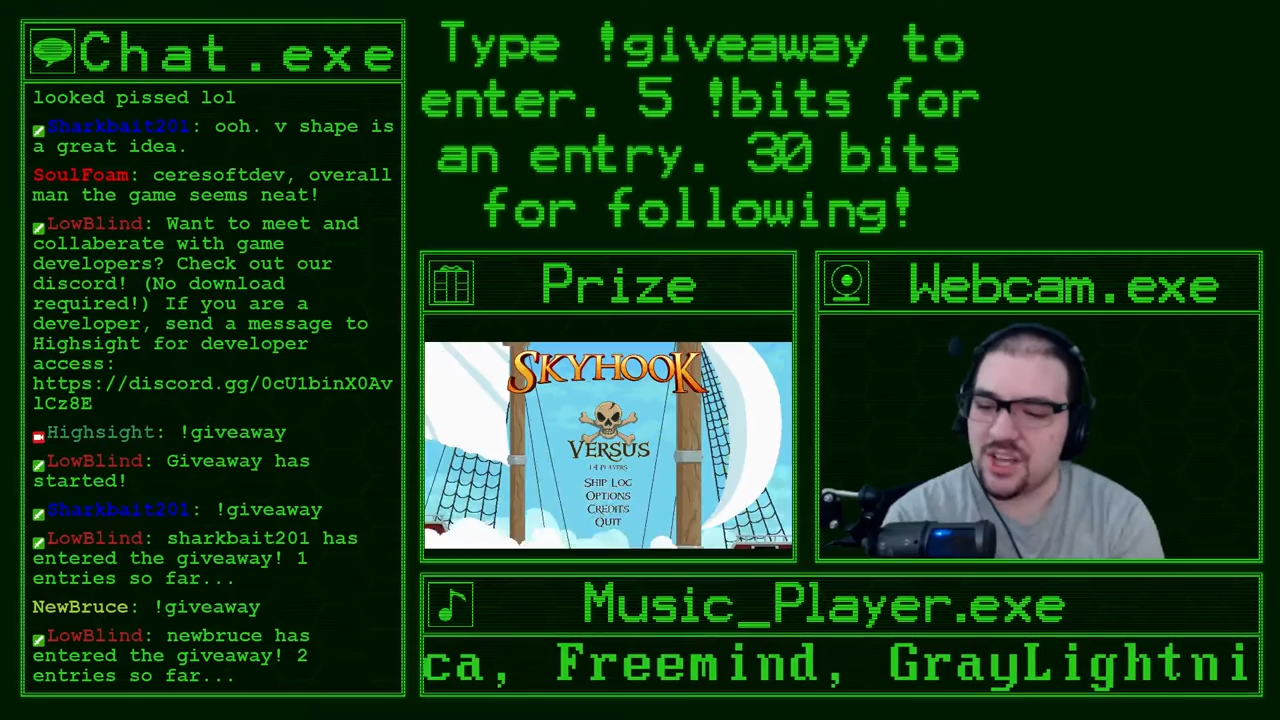 Chat.exe
looked pissed lol
Sharkbait201: ooh. v shape is
a great idea.
SoulFoam: ceresoftdev, overall
man the game seems neat!
LowBlind: Want to meet and
collaberate with game
developers? Check out our
discord! (No download
required!) If you are a
developer, send a message to
Highsight for developer
access:
https://discord.gg/0cU1binX0Av
lCz8E
Highsight: !giveaway
LowBlind: Giveaway has
started!
Sharkbait201: !giveaway
LowBlind: sharkbait201 has
entered the giveaway! 1
entries so far...
NewBruce: !giveaway
LowBlind: newbruce has
entered the giveaway! 2
entries so far...
Type !giveaway to
enter. 5 !bits for
an entry. 30 bits
for following!
Prize
SKYHOOK
VERSUS
1-4 PLAYERS
SHIP LOG
OPTIONS
CREDITS
QUIT
Webcam.exe
Music_Player.exe
ca, Freemind, GrayLightni